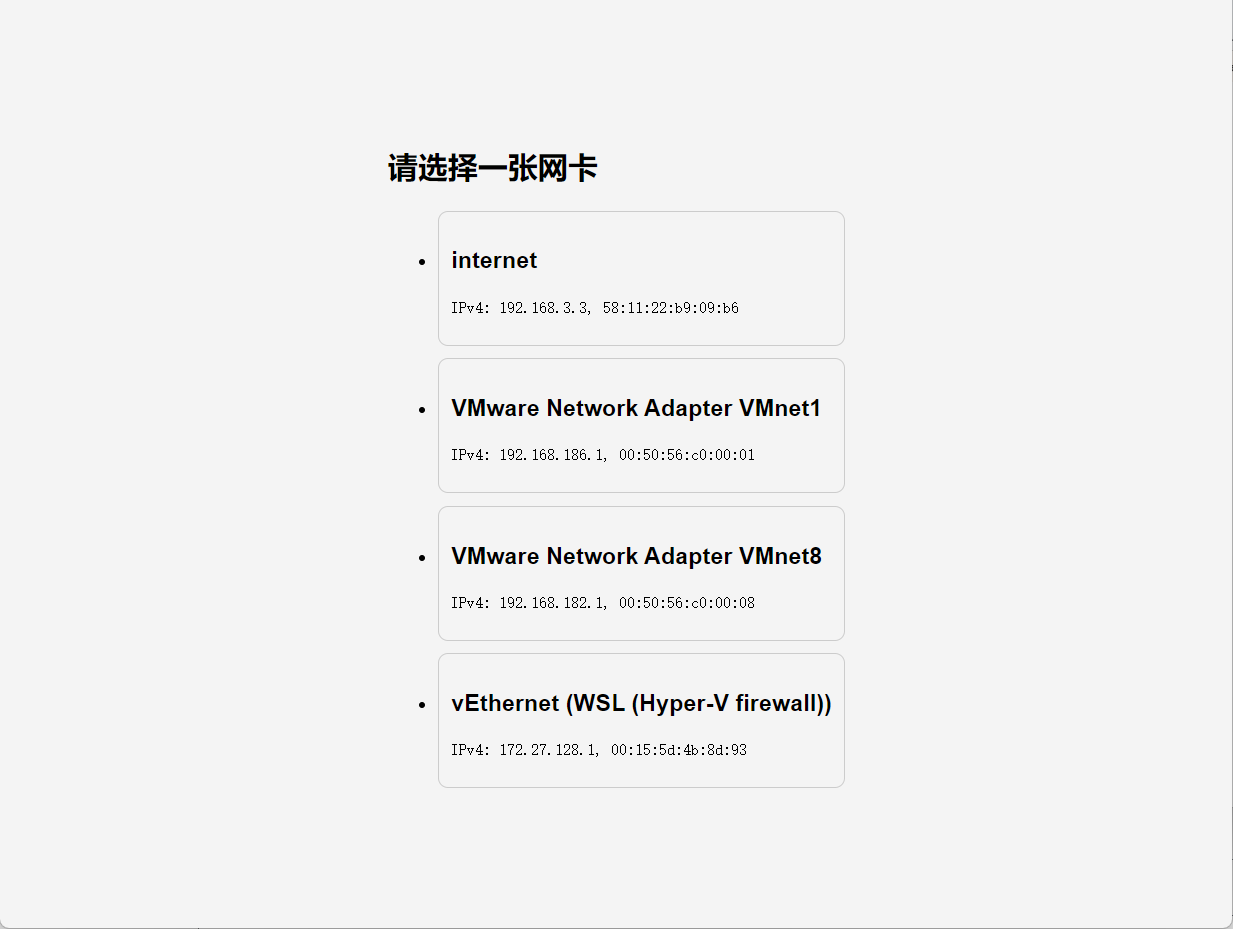 请选择一张网卡
internet
IPv4: 192.168.3.3, 58:11:22:b9:09:b6
VMware Network Adapter VMnet1
IPv4: 192.168.186.1, 00:50:56:c0:00:01
VMware Network Adapter VMnet8
IPv4: 192.168.182.1, 00:50:56:c0:00:08
vEthernet (WSL (Hyper-V firewall))
IPv4: 172.27.128.1, 00:15:5d:4b:8d:93